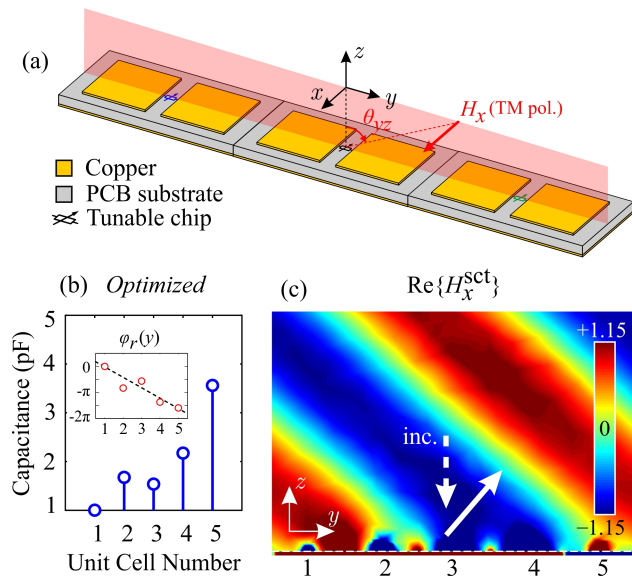 (a)
z
x
y
θyz
Hx (TM pol.)
Copper
PCB substrate
Tunable chip
(b) Optimized
Capacitance (pF)
5
4
3
2
1
φr(y)
0
-π
-2π
1 2 3 4 5
1 2 3 4 5
Unit Cell Number
(c) Re{Hx^sct}
+1.15
0
−1.15
inc.
z
y
1 2 3 4 5